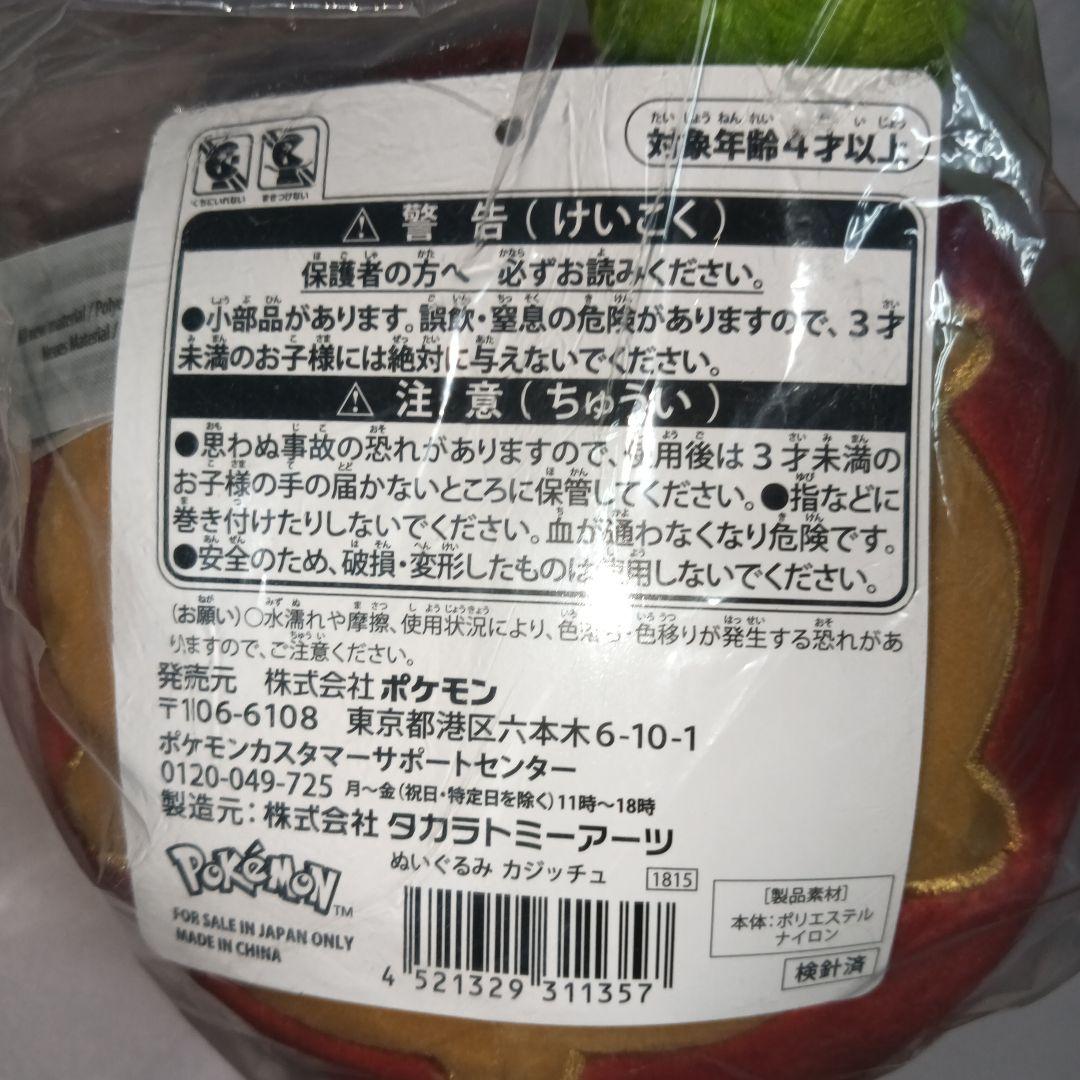 対象年齢4才以上
くちにいれない まきつけない
警告(けいこく)
保護者の方へ 必ずお読みください。
●小部品があります。誤飲・窒息の危険がありますので、3才
未満のお子様には絶対に与えないでください。
注意(ちゅうい)
●思わぬ事故の恐れがありますので、使用後は3才未満の
お子様の手の届かないところに保管してください。●指などに
巻き付けたりしないでください。血が通わなくなり危険です。
●安全のため、破損・変形したものは使用しないでください。
(お願い)○水濡れや摩擦、使用状況により、色落ち・色移りが発生する恐れがあ
りますので、ご注意ください。
発売元 株式会社ポケモン
〒106-6108 東京都港区六本木6-10-1
ポケモンカスタマーサポートセンター
0120-049-725 月〜金(祝日・特定日を除く)11時〜18時
製造元:株式会社 タカラトミーアーツ
ぬいぐるみ カジッチュ 1815
POKéMON™
FOR SALE IN JAPAN ONLY
MADE IN CHINA
4 521329 311357
[製品素材]
本体:ポリエステル
ナイロン
検針済
new material / Polye
Neues Material /